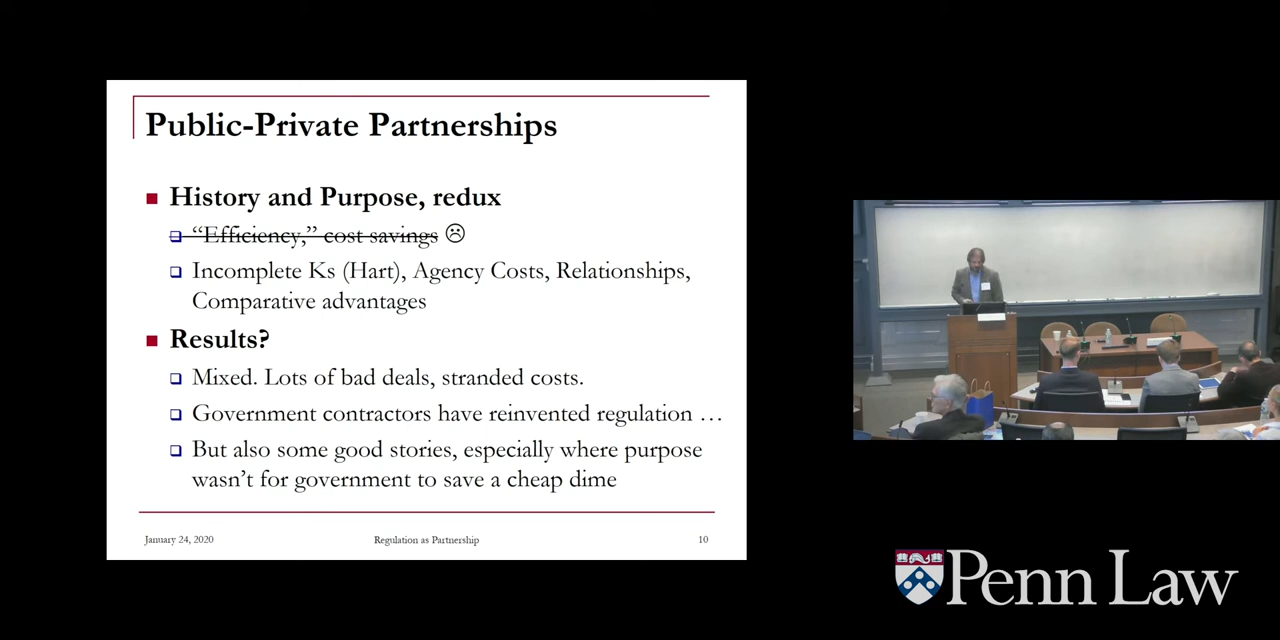 Public-Private Partnerships
History and Purpose, redux
“Efficiency,” cost savings ☹
Incomplete Ks (Hart), Agency Costs, Relationships,
Comparative advantages
Results?
Mixed. Lots of bad deals, stranded costs.
Government contractors have reinvented regulation …
But also some good stories, especially where purpose
wasn’t for government to save a cheap dime
January 24, 2020
Regulation as Partnership
10
Penn Law